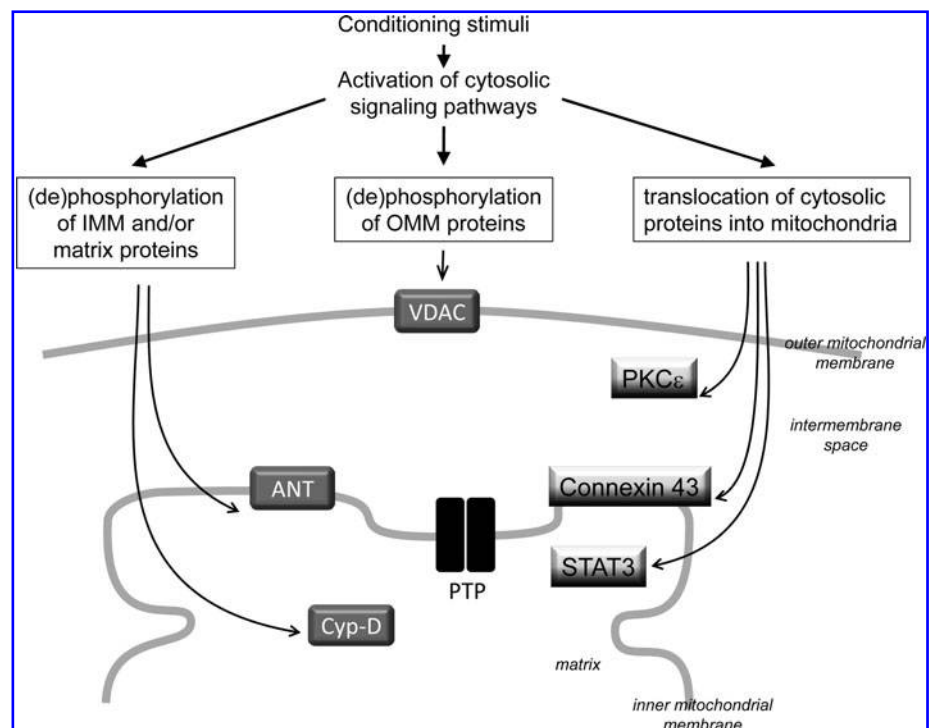 Conditioning stimuli
Activation of cytosolic
signaling pathways
(de)phosphorylation
of IMM and/or
matrix proteins
(de)phosphorylation
of OMM proteins
translocation of cytosolic
proteins into mitochondria
VDAC
outer mitochondrial
membrane
PKCε
intermembrane
space
ANT
Connexin 43
STAT3
PTP
Cyp-D
matrix
inner mitochondrial
membrane